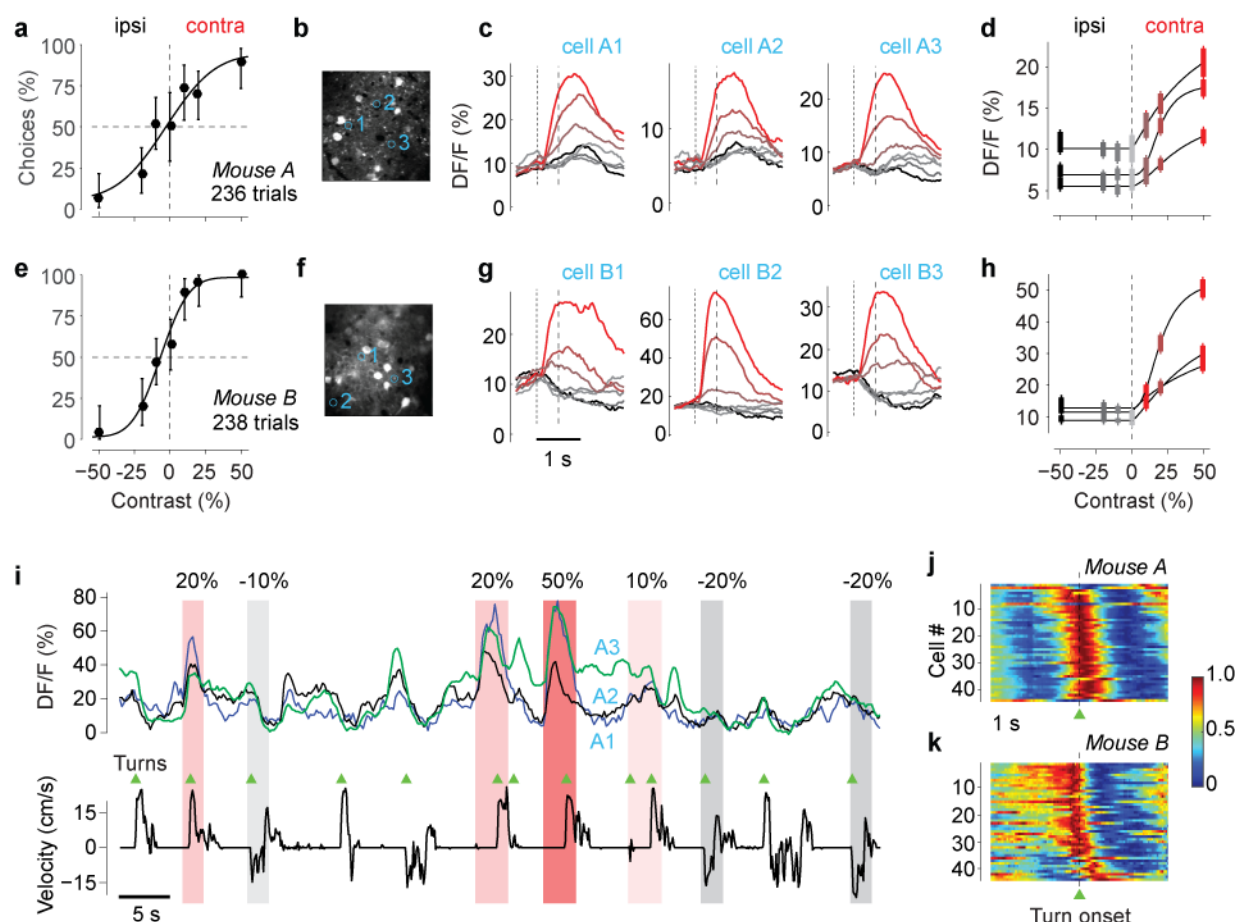 a
ipsi
contra
b
c
cell A1
cell A2
cell A3
d
ipsi
contra
Choices (%)
100
75
50
25
0
Mouse A
236 trials
2
1
3
DF/F (%)
30
20
10
0
10
0
20
10
0
DF/F (%)
20
15
10
5
e
f
g
cell B1
cell B2
cell B3
h
100
75
50
25
0
Mouse B
238 trials
−50
-25
0
25
50
Contrast (%)
1
3
2
30
20
10
0
1 s
60
40
20
0
30
20
10
0
50
40
30
20
10
−50
-25
0
25
50
Contrast (%)
i
20%
-10%
20%
50%
10%
-20%
-20%
DF/F (%)
80
60
40
20
0
A3
A2
A1
Turns
Velocity (cm/s)
15
0
−15
5 s
j
Mouse A
Cell #
10
20
30
40
1 s
k
Mouse B
10
20
30
40
1.0
0.5
0
Turn onset